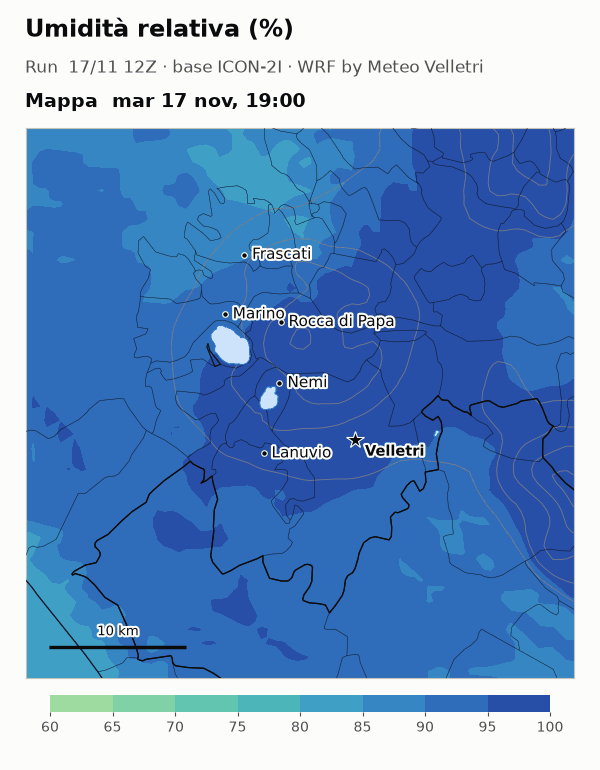 Umidità relativa (%)
Run  17/11 12Z · base ICON-2I · WRF by Meteo Velletri
Mappa  mar 17 nov, 19:00
Frascati
Marino
Rocca di Papa
Nemi
Velletri
Lanuvio
10 km
60 65 70 75 80 85 90 95 100